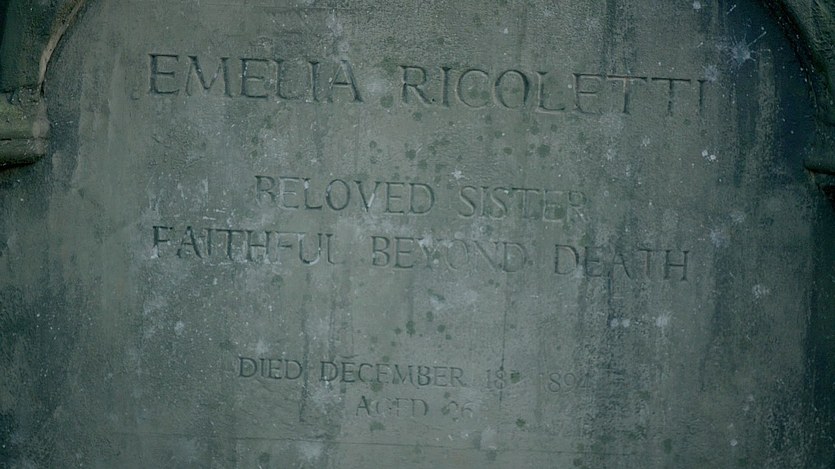 EMELIA RICOLETTI
BELOVED SISTER
FAITHFUL BEYOND DEATH
DIED DECEMBER
AGED 26